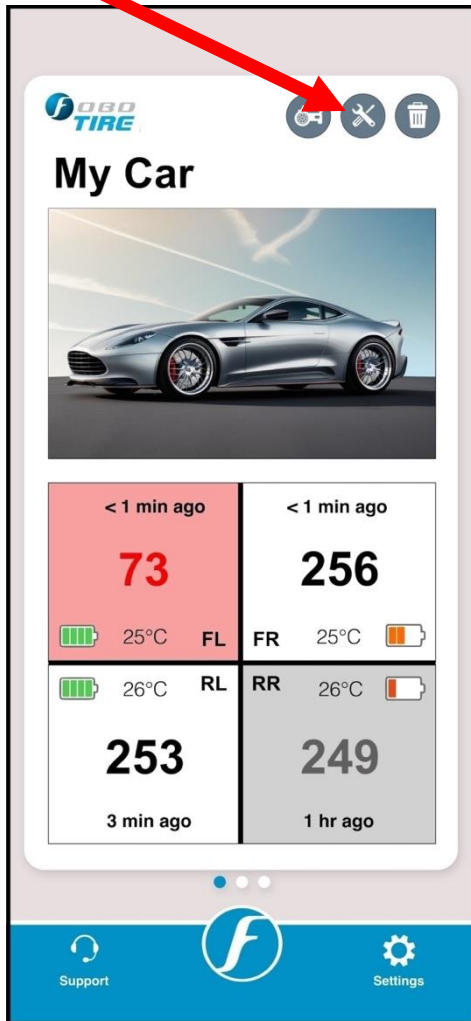 FOBO
TIRE
My Car
< 1 min ago
< 1 min ago
73
256
25°C FL
FR 25°C
26°C RL
RR 26°C
253
249
3 min ago
1 hr ago
Support
Settings